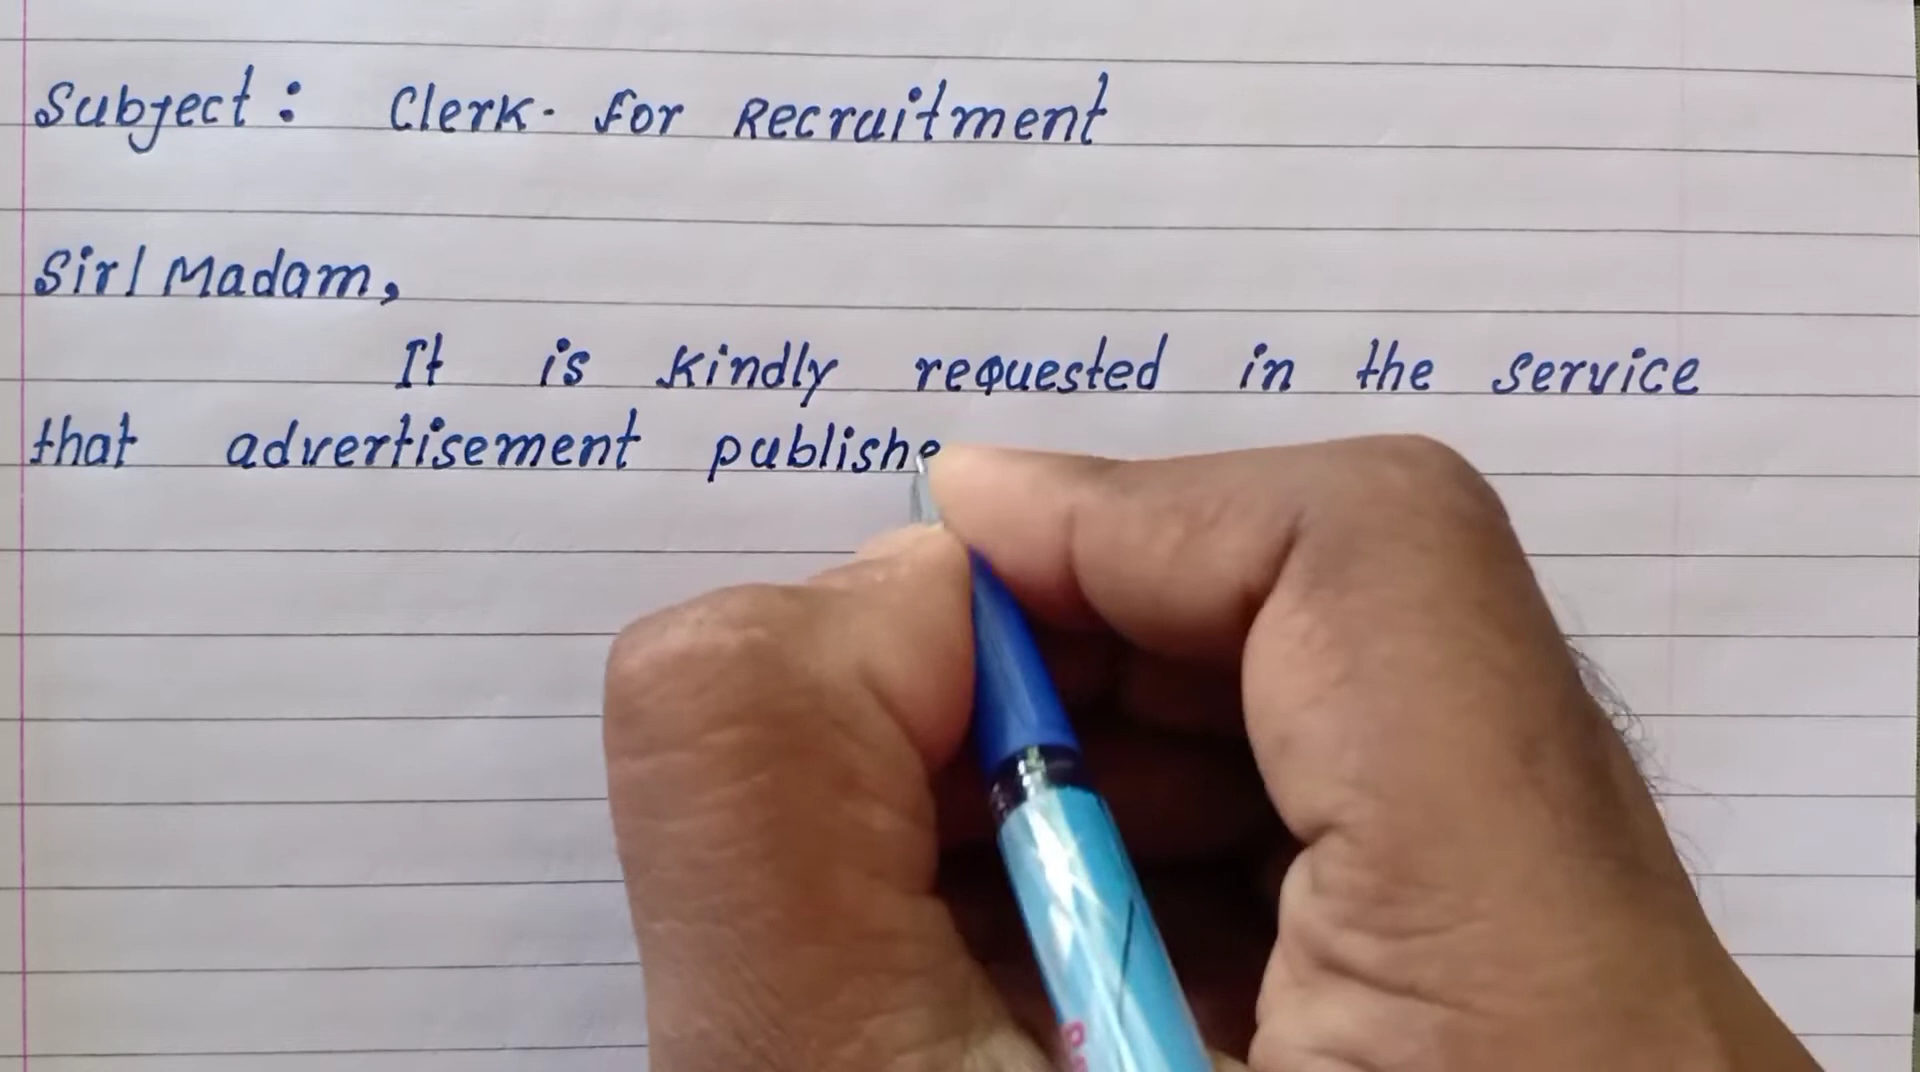 Subject: Clerk. for Recruitment
Sir/Madam,
It is kindly requested in the service
that advertisement publishe